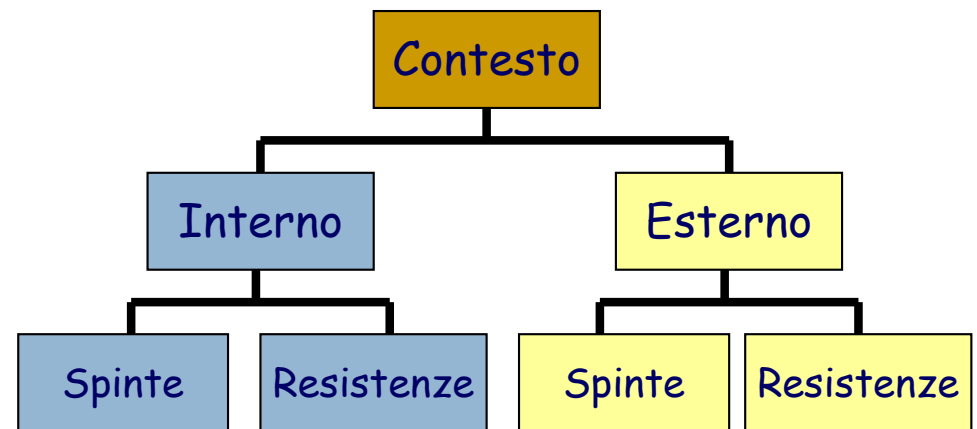 Contesto
Interno
Esterno
Spinte
Resistenze
Spinte
Resistenze